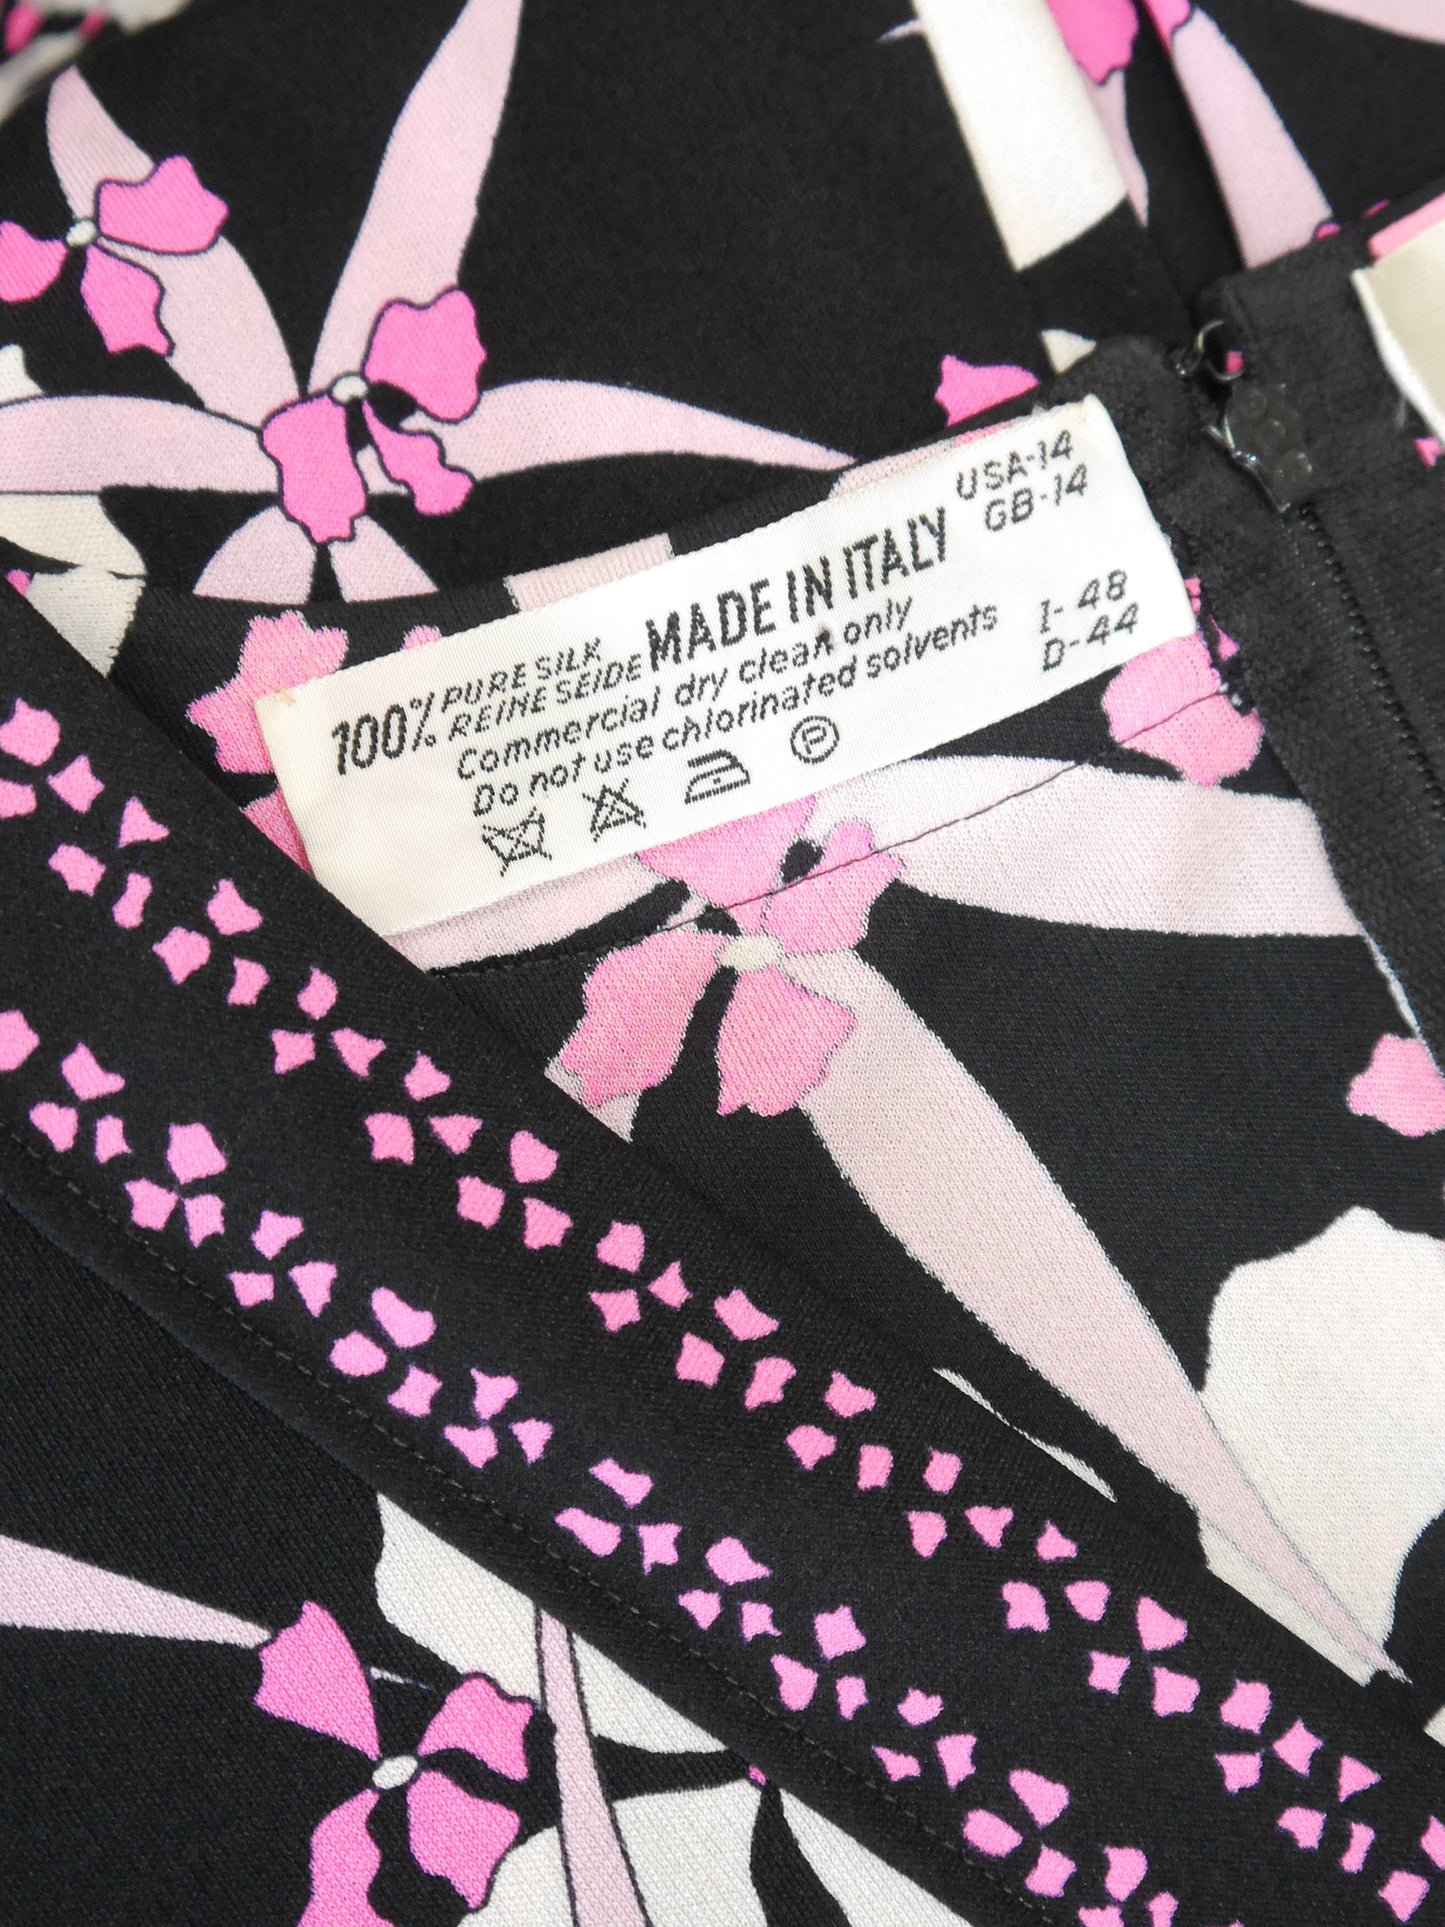 100% PURE SILK MADE IN ITALY
REINE SEIDE
Commercial dry clean only
Do not use chlorinated solvents
P
USA-14
GB-14
I-48
D-44